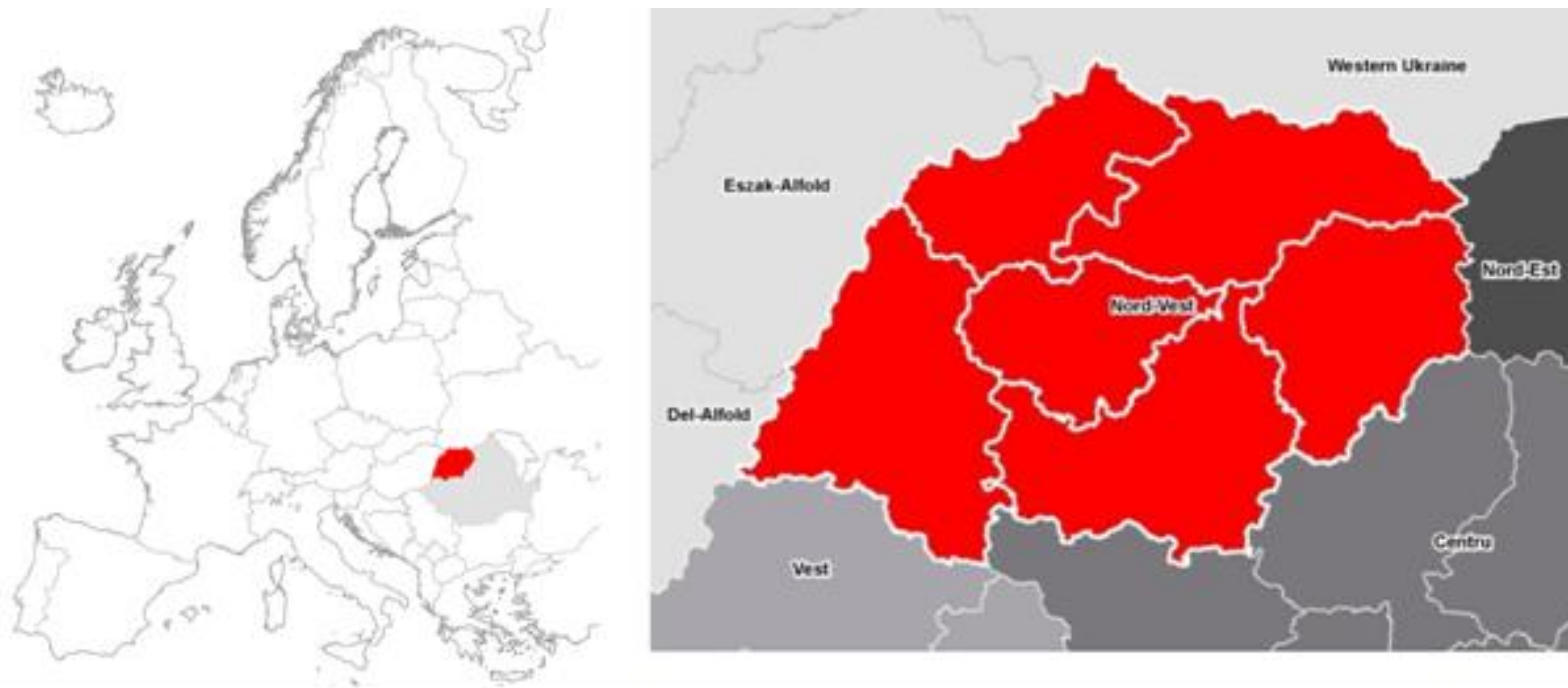 Western Ukraine
Eszak-Alfold
Nord-Est
Nord-Vest
Del-Alfold
Centru
Vest